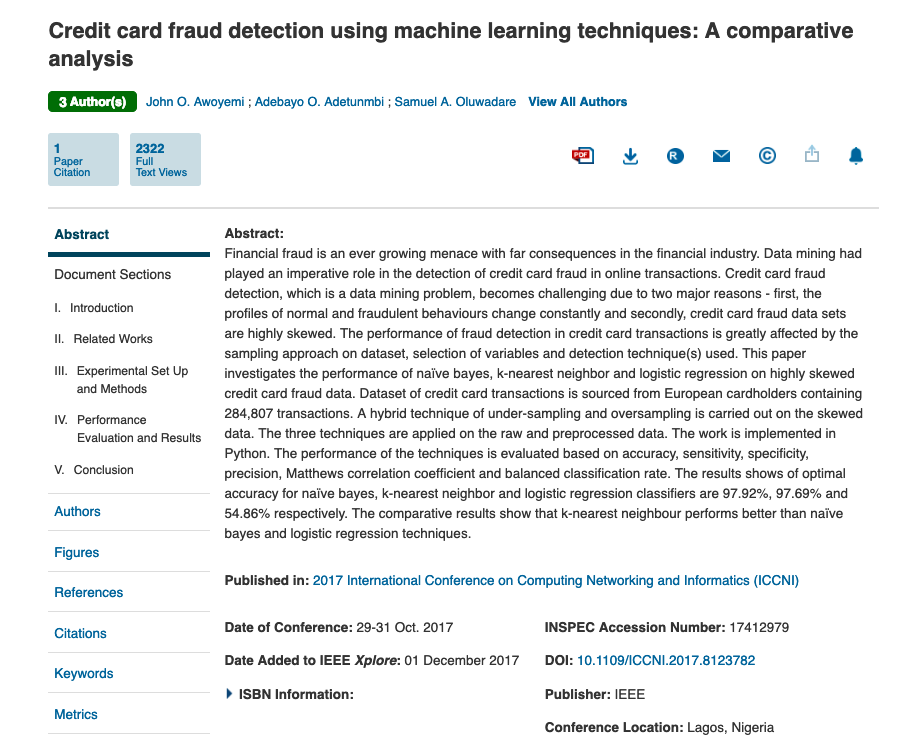 Credit card fraud detection using machine learning techniques: A comparative
analysis
3 Author(s) John O. Awoyemi ; Adebayo O. Adetunmbi ; Samuel A. Oluwadare View All Authors
1
Paper
Citation
2322
Full
Text Views
PDF
R
C
Abstract
Document Sections
I. Introduction
II. Related Works
III. Experimental Set Up
and Methods
IV. Performance
Evaluation and Results
V. Conclusion
Authors
Figures
References
Citations
Keywords
Metrics
Abstract:
Financial fraud is an ever growing menace with far consequences in the financial industry. Data mining had
played an imperative role in the detection of credit card fraud in online transactions. Credit card fraud
detection, which is a data mining problem, becomes challenging due to two major reasons - first, the
profiles of normal and fraudulent behaviours change constantly and secondly, credit card fraud data sets
are highly skewed. The performance of fraud detection in credit card transactions is greatly affected by the
sampling approach on dataset, selection of variables and detection technique(s) used. This paper
investigates the performance of naïve bayes, k-nearest neighbor and logistic regression on highly skewed
credit card fraud data. Dataset of credit card transactions is sourced from European cardholders containing
284,807 transactions. A hybrid technique of under-sampling and oversampling is carried out on the skewed
data. The three techniques are applied on the raw and preprocessed data. The work is implemented in
Python. The performance of the techniques is evaluated based on accuracy, sensitivity, specificity,
precision, Matthews correlation coefficient and balanced classification rate. The results shows of optimal
accuracy for naïve bayes, k-nearest neighbor and logistic regression classifiers are 97.92%, 97.69% and
54.86% respectively. The comparative results show that k-nearest neighbour performs better than naïve
bayes and logistic regression techniques.
Published in: 2017 International Conference on Computing Networking and Informatics (ICCNI)
Date of Conference: 29-31 Oct. 2017
Date Added to IEEE Xplore: 01 December 2017
ISBN Information:
INSPEC Accession Number: 17412979
DOI: 10.1109/ICCNI.2017.8123782
Publisher: IEEE
Conference Location: Lagos, Nigeria